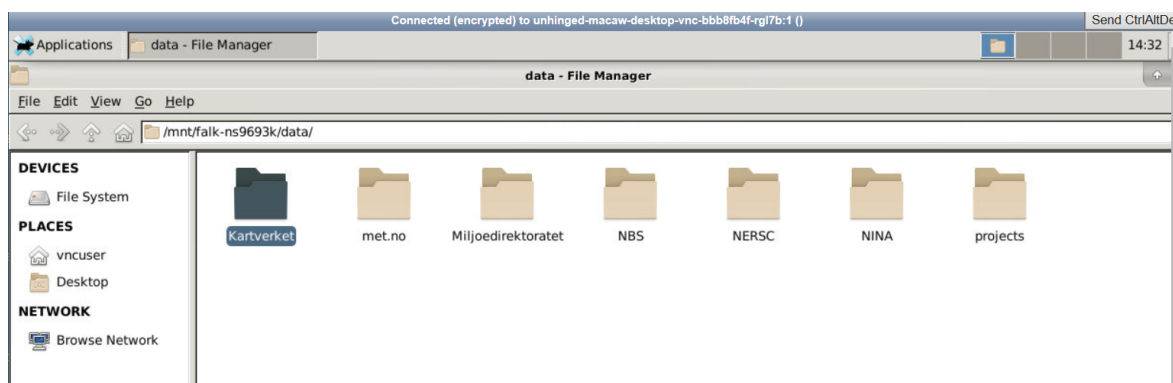 Connected (encrypted) to unhinged-macaw-desktop-vnc-bbb8fb4f-rgl7b:1 ()
Send CtrlAltDe
Applications
data - File Manager
14:32
data - File Manager
File Edit View Go Help
/mnt/falk-ns9693k/data/
DEVICES
File System
PLACES
vncuser
Desktop
NETWORK
Browse Network
Kartverket
met.no
Miljoedirektoratet
NBS
NERSC
NINA
projects